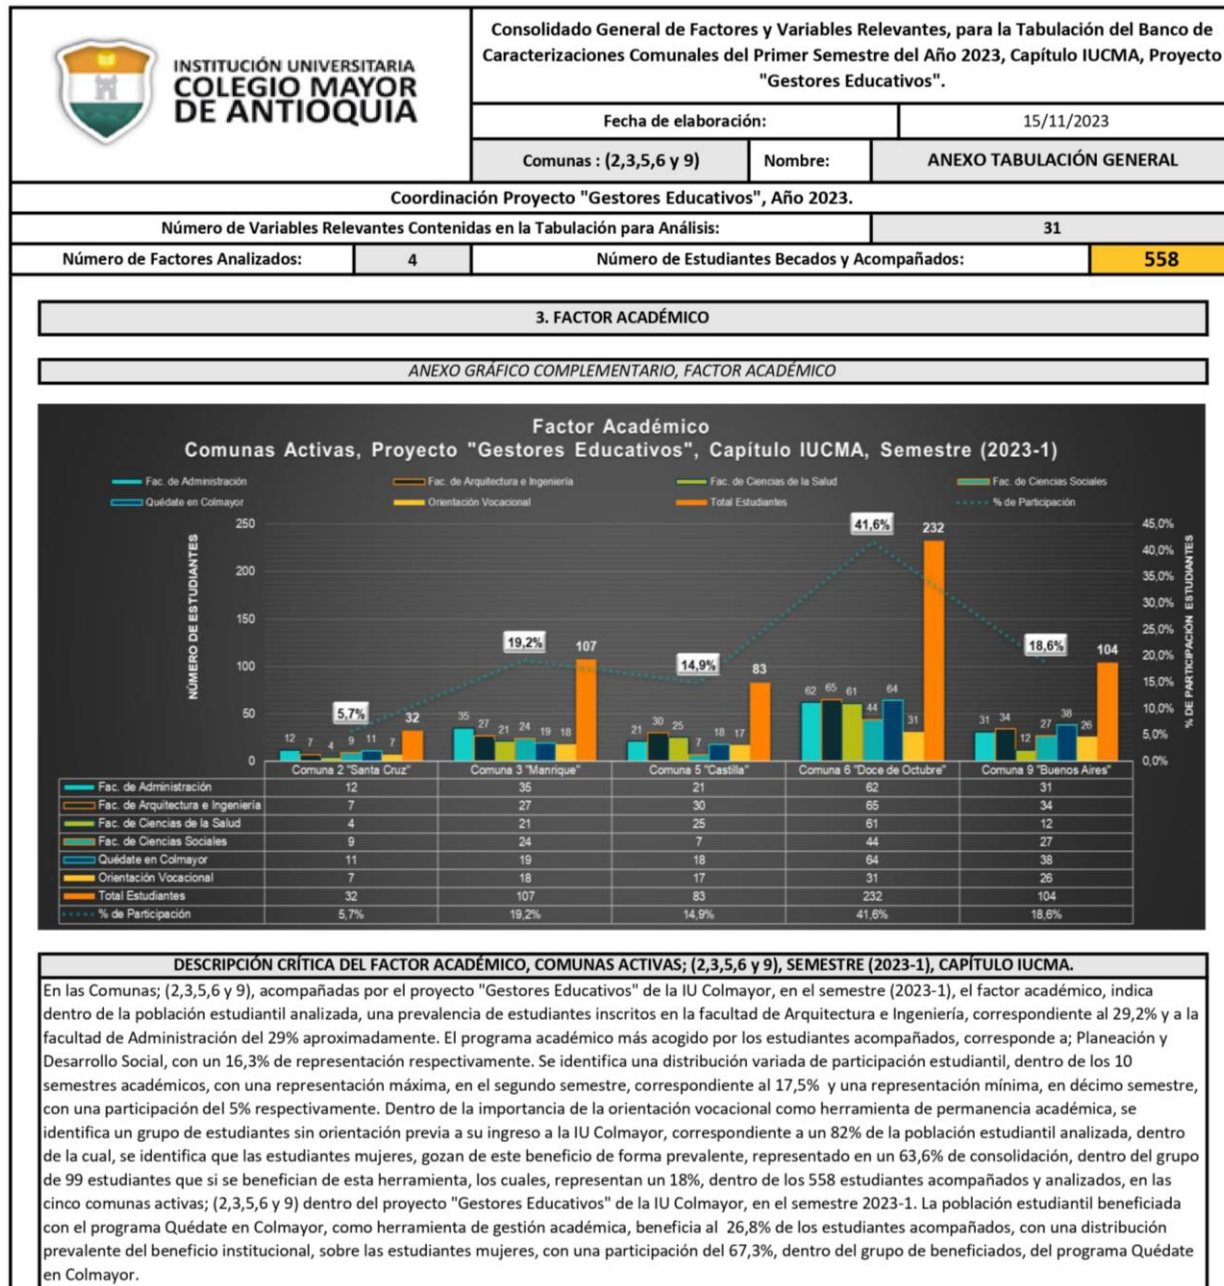 INSTITUCIÓN UNIVERSITARIA
COLEGIO MAYOR
DE ANTIOQUIA
Consolidado General de Factores y Variables Relevantes, para la Tabulación del Banco de
Caracterizaciones Comunales del Primer Semestre del Año 2023, Capítulo IUCMA, Proyecto
"Gestores Educativos".
Fecha de elaboración: 15/11/2023
Comunas : (2,3,5,6 y 9) Nombre: ANEXO TABULACIÓN GENERAL
Coordinación Proyecto "Gestores Educativos", Año 2023.
Número de Variables Relevantes Contenidas en la Tabulación para Análisis: 31
Número de Factores Analizados: 4 Número de Estudiantes Becados y Acompañados: 558
3. FACTOR ACADÉMICO
ANEXO GRÁFICO COMPLEMENTARIO, FACTOR ACADÉMICO
Factor Académico
Comunas Activas, Proyecto "Gestores Educativos", Capítulo IUCMA, Semestre (2023-1)
Fac. de Administración Fac. de Arquitectura e Ingeniería Fac. de Ciencias de la Salud Fac. de Ciencias Sociales
Quédate en Colmayor Orientación Vocacional Total Estudiantes % de Participación
NÚMERO DE ESTUDIANTES
250
200
150
100
50
0
12 7 4 9 11 7 32
5,7%
35 27 21 24 19 18 107
19,2%
21 30 25 7 18 17 83
14,9%
62 65 61 44 64 31 232
41,6%
31 34 12 27 38 26 104
18,6%
45,0%
40,0%
35,0%
30,0%
25,0%
20,0%
15,0%
10,0%
5,0%
0,0%
% DE PARTICIPACIÓN ESTUDIANTES
Comuna 2 "Santa Cruz" Comuna 3 "Manrique" Comuna 5 "Castilla" Comuna 6 "Doce de Octubre" Comuna 9 "Buenos Aires"
Fac. de Administración 12 35 21 62 31
Fac. de Arquitectura e Ingeniería 7 27 30 65 34
Fac. de Ciencias de la Salud 4 21 25 61 12
Fac. de Ciencias Sociales 9 24 7 44 27
Quédate en Colmayor 11 19 18 64 38
Orientación Vocacional 7 18 17 31 26
Total Estudiantes 32 107 83 232 104
% de Participación 5,7% 19,2% 14,9% 41,6% 18,6%
DESCRIPCIÓN CRÍTICA DEL FACTOR ACADÉMICO, COMUNAS ACTIVAS; (2,3,5,6 y 9), SEMESTRE (2023-1), CAPÍTULO IUCMA.
En las Comunas; (2,3,5,6 y 9), acompañadas por el proyecto "Gestores Educativos" de la IU Colmayor, en el semestre (2023-1), el factor académico, indica
dentro de la población estudiantil analizada, una prevalencia de estudiantes inscritos en la facultad de Arquitectura e Ingeniería, correspondiente al 29,2% y a la
facultad de Administración del 29% aproximadamente. El programa académico más acogido por los estudiantes acompañados, corresponde a; Planeación y
Desarrollo Social, con un 16,3% de representación respectivamente. Se identifica una distribución variada de participación estudiantil, dentro de los 10
semestres académicos, con una representación máxima, en el segundo semestre, correspondiente al 17,5% y una representación mínima, en décimo semestre,
con una participación del 5% respectivamente. Dentro de la importancia de la orientación vocacional como herramienta de permanencia académica, se
identifica un grupo de estudiantes sin orientación previa a su ingreso a la IU Colmayor, correspondiente a un 82% de la población estudiantil analizada, dentro
de la cual, se identifica que las estudiantes mujeres, gozan de este beneficio de forma prevalente, representado en un 63,6% de consolidación, dentro del grupo
de 99 estudiantes que si se benefician de esta herramienta, los cuales, representan un 18%, dentro de los 558 estudiantes acompañados y analizados, en las
cinco comunas activas; (2,3,5,6 y 9) dentro del proyecto "Gestores Educativos" de la IU Colmayor, en el semestre 2023-1. La población estudiantil beneficiada
con el programa Quédate en Colmayor, como herramienta de gestión académica, beneficia al 26,8% de los estudiantes acompañados, con una distribución
prevalente del beneficio institucional, sobre las estudiantes mujeres, con una participación del 67,3%, dentro del grupo de beneficiados, del programa Quédate
en Colmayor.